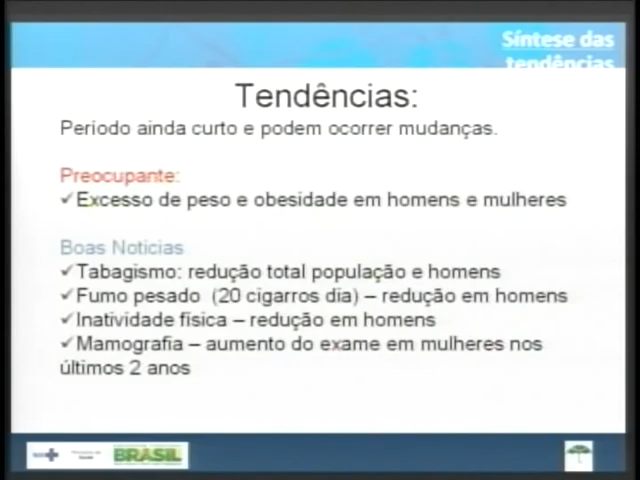 Síntese das
tendências
Tendências:
Período ainda curto e podem ocorrer mudanças.
Preocupante:
✓Excesso de peso e obesidade em homens e mulheres
Boas Noticias
✓Tabagismo: redução total população e homens
✓Fumo pesado (20 cigarros dia) – redução em homens
✓Inatividade física – redução em homens
✓Mamografia – aumento do exame em mulheres nos
últimos 2 anos
BRASIL